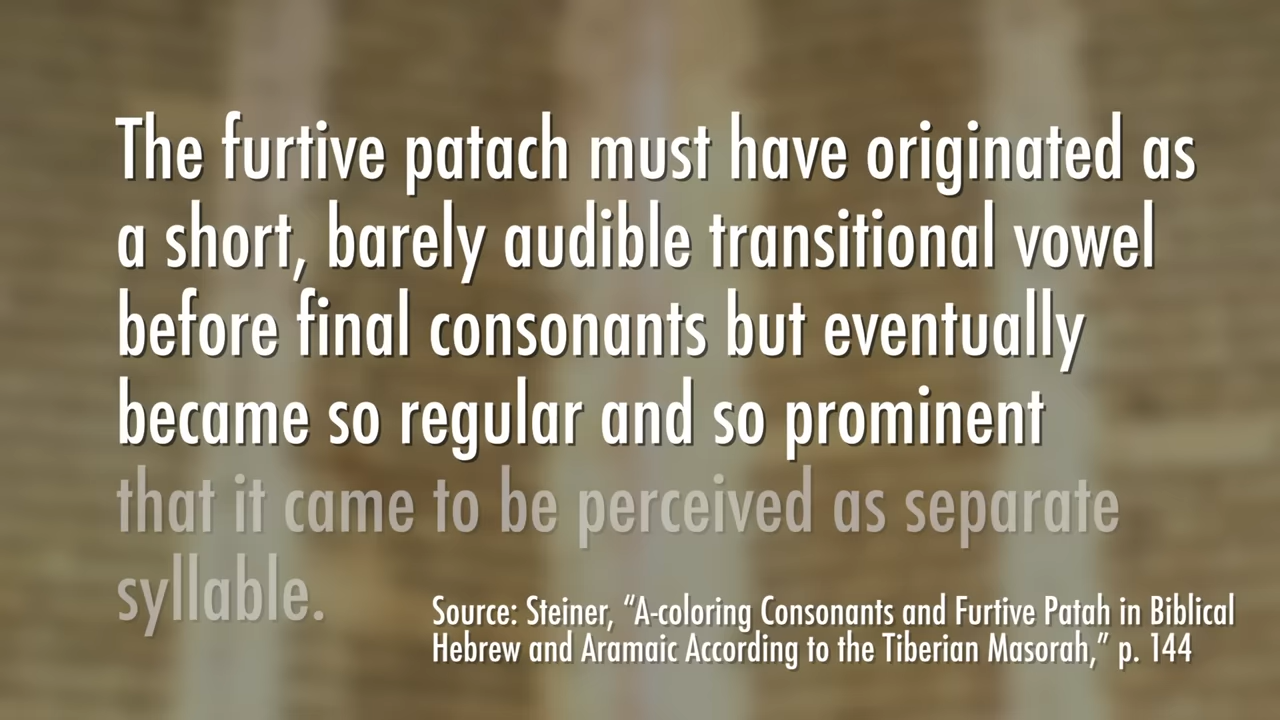 The furtive patach must have originated as
a short, barely audible transitional vowel
before final consonants but eventually
became so regular and so prominent
that it came to be perceived as separate
syllable.
Source: Steiner, “A-coloring Consonants and Furtive Patah in Biblical
Hebrew and Aramaic According to the Tiberian Masorah,” p. 144